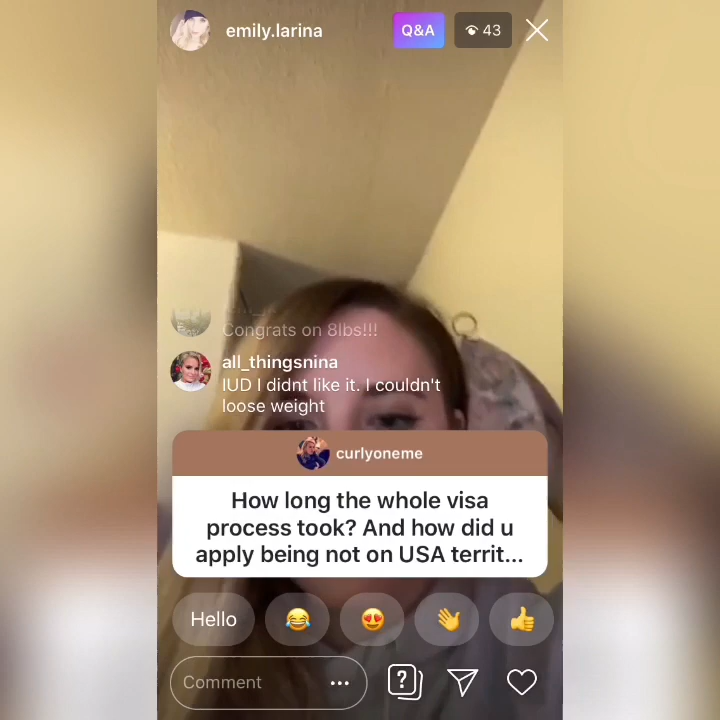 emily.larina
Q&A
43
Congrats on 8lbs!!!
all_thingsnina
IUD I didnt like it. I couldn't
loose weight
curlyoneme
How long the whole visa
process took? And how did u
apply being not on USA territ...
Hello
Comment